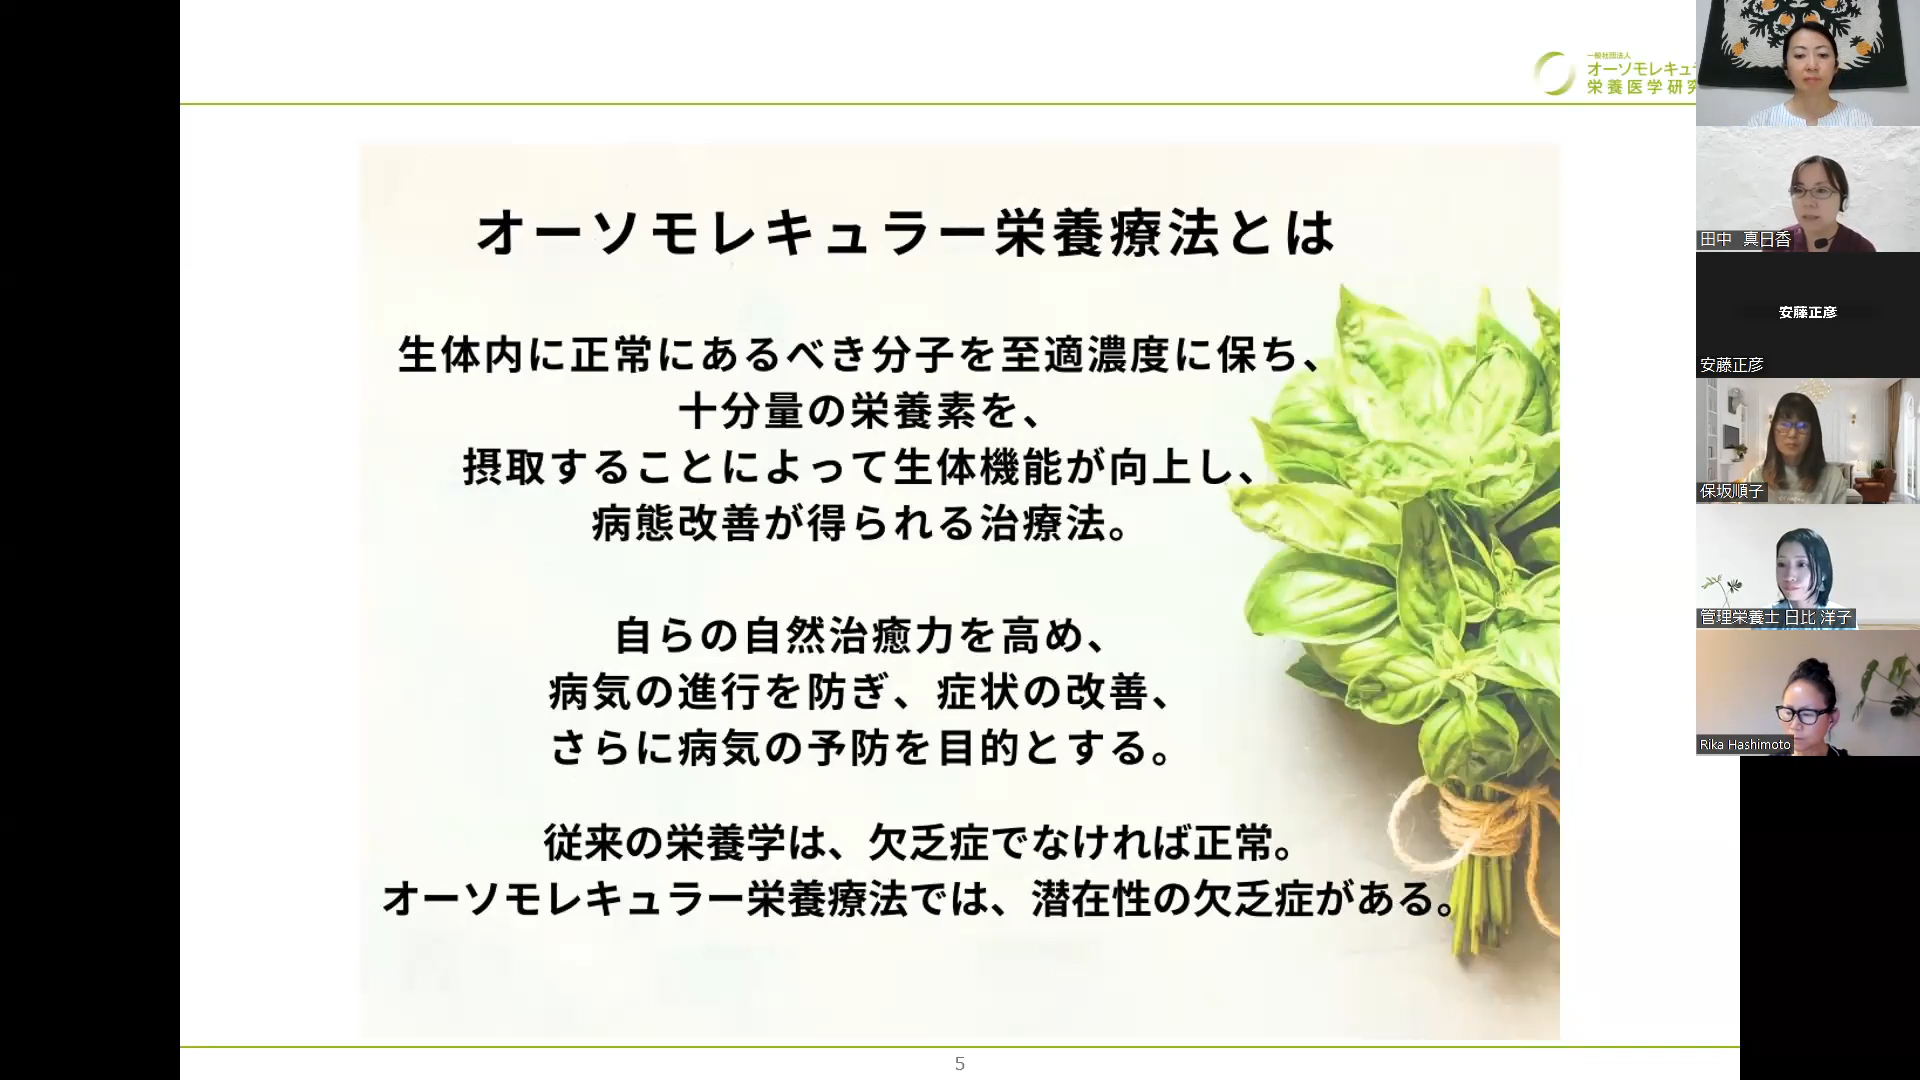 一般社団法人
オーソモレキュ
栄養医学研究
オーソモレキュラー栄養療法とは
生体内に正常にあるべき分子を至適濃度に保ち、
十分量の栄養素を、
摂取することによって生体機能が向上し、
病態改善が得られる治療法。
自らの自然治癒力を高め、
病気の進行を防ぎ、症状の改善、
さらに病気の予防を目的とする。
従来の栄養学は、欠乏症でなければ正常。
オーソモレキュラー栄養療法では、潜在性の欠乏症がある。
5
田中 真日香
安藤正彦
安藤正彦
保坂順子
管理栄養士 日比 洋子
Rika Hashimoto